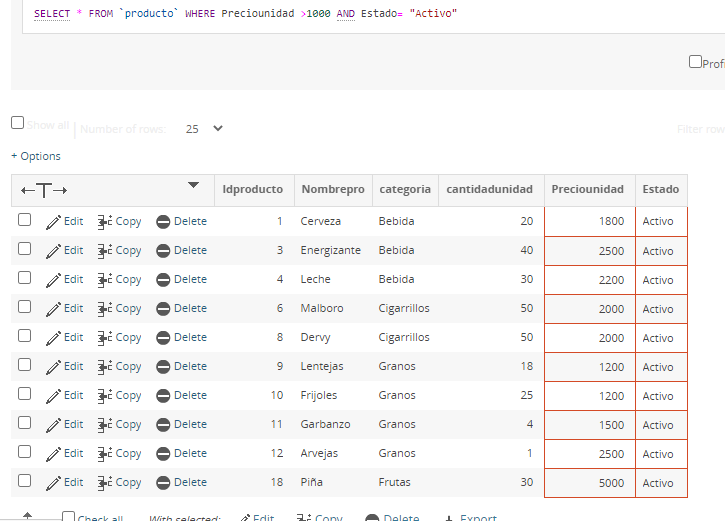 SELECT * FROM `producto` WHERE Preciounidad >1000 AND Estado= "Activo"
Profi
Show all | Number of rows: 25 Filter row
+ Options
←T→ Idproducto Nombrepro categoria cantidadunidad Preciounidad Estado
Edit Copy Delete 1 Cerveza Bebida 20 1800 Activo
Edit Copy Delete 3 Energizante Bebida 40 2500 Activo
Edit Copy Delete 4 Leche Bebida 30 2200 Activo
Edit Copy Delete 6 Malboro Cigarrillos 50 2000 Activo
Edit Copy Delete 8 Dervy Cigarrillos 50 2000 Activo
Edit Copy Delete 9 Lentejas Granos 18 1200 Activo
Edit Copy Delete 10 Frijoles Granos 25 1200 Activo
Edit Copy Delete 11 Garbanzo Granos 4 1500 Activo
Edit Copy Delete 12 Arvejas Granos 1 2500 Activo
Edit Copy Delete 18 Piña Frutas 30 5000 Activo
Check all With selected: Edit Copy Delete Export